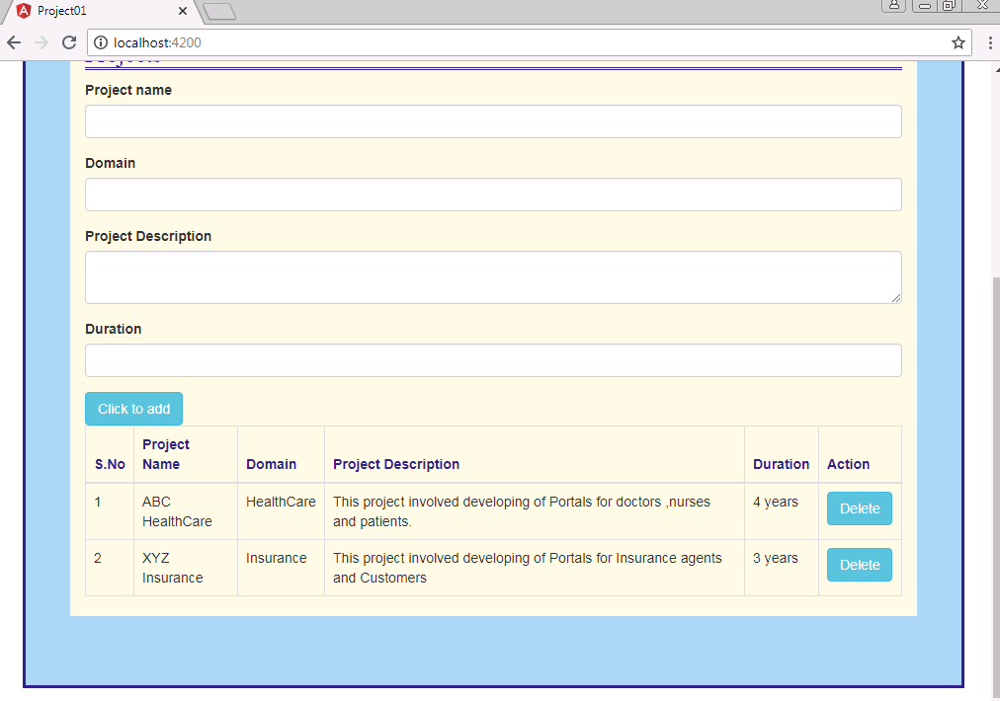 Project01
localhost:4200
Projects
Project name
Domain
Project Description
Duration
Click to add
S.No Project Name Domain Project Description Duration Action
1 ABC HealthCare HealthCare This project involved developing of Portals for doctors ,nurses and patients. 4 years Delete
2 XYZ Insurance Insurance This project involved developing of Portals for Insurance agents and Customers 3 years Delete